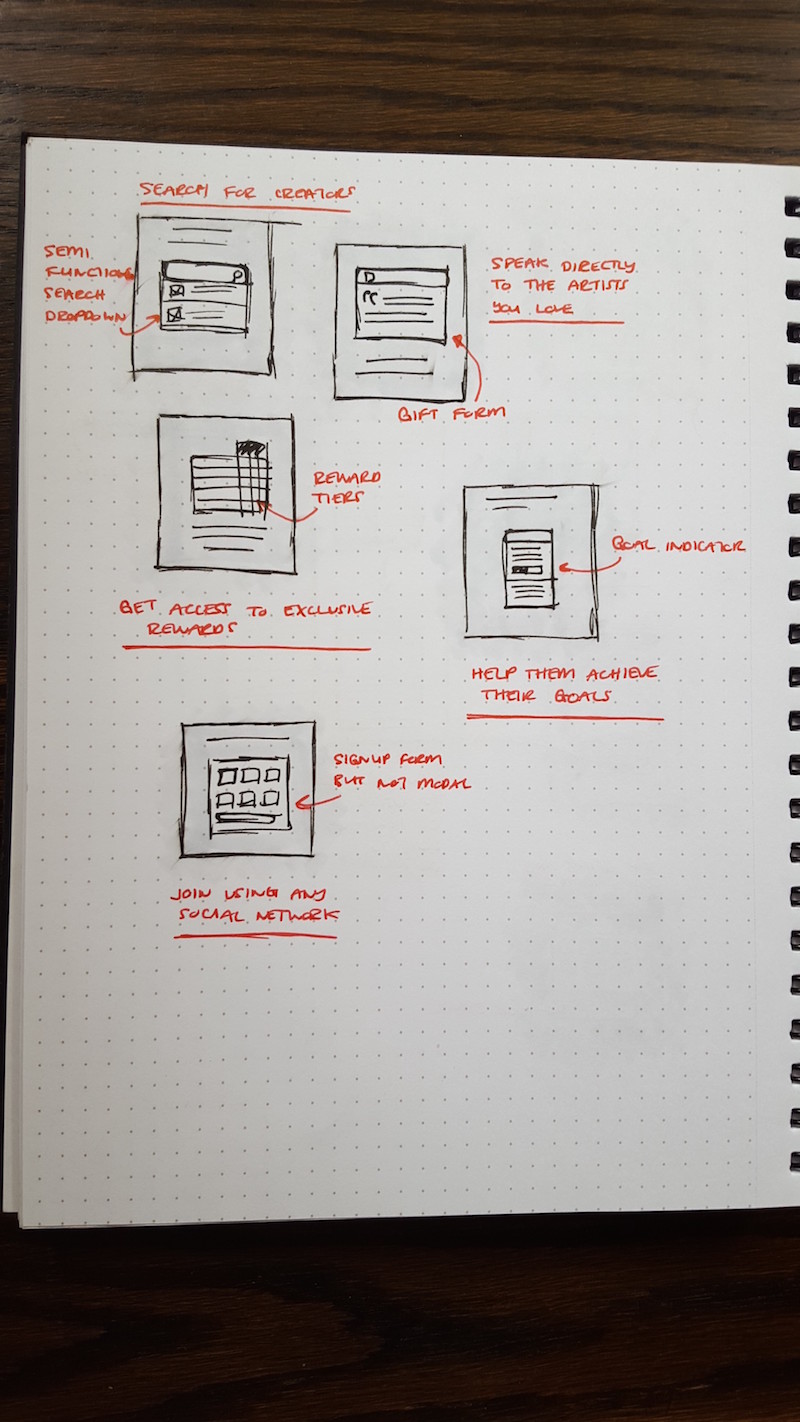 SEARCH FOR CREATORS
SEMI
FUNCTIONAL
SEARCH
DROPDOWN
SPEAK DIRECTLY
TO THE ARTISTS
YOU LOVE
GIFT FORM
REWARD
TIERS
GET ACCESS TO EXCLUSIVE
REWARDS
GOAL INDICATOR
HELP THEM ACHIEVE
THEIR GOALS
SIGNUP FORM
BUT NOT MODAL
JOIN USING ANY
SOCIAL NETWORK